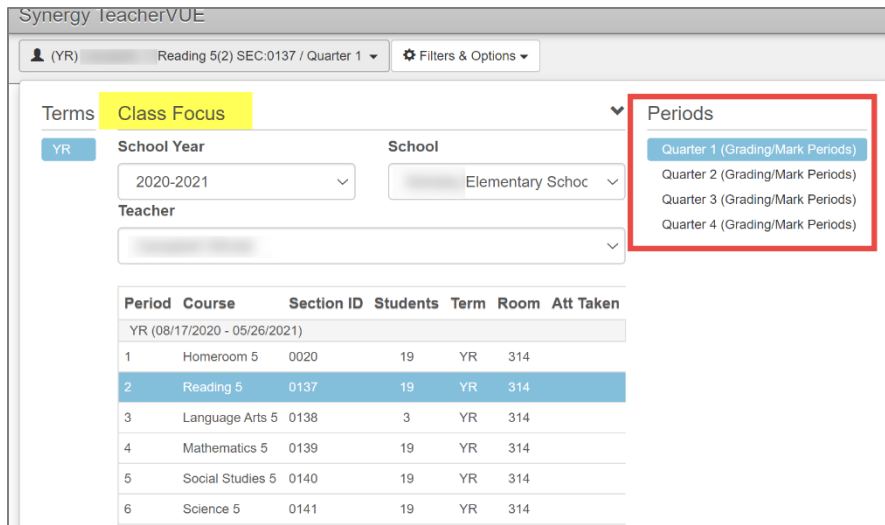 Synergy TeacherVUE
(YR) Reading 5(2) SEC:0137 / Quarter 1
Filters & Options
Terms
YR
Class Focus
School Year
School
2020-2021
Elementary Schoc
Teacher
Period Course Section ID Students Term Room Att Taken
YR (08/17/2020 - 05/26/2021)
1 Homeroom 5 0020 19 YR 314
2 Reading 5 0137 19 YR 314
3 Language Arts 5 0138 3 YR 314
4 Mathematics 5 0139 19 YR 314
5 Social Studies 5 0140 19 YR 314
6 Science 5 0141 19 YR 314
Periods
Quarter 1 (Grading/Mark Periods)
Quarter 2 (Grading/Mark Periods)
Quarter 3 (Grading/Mark Periods)
Quarter 4 (Grading/Mark Periods)